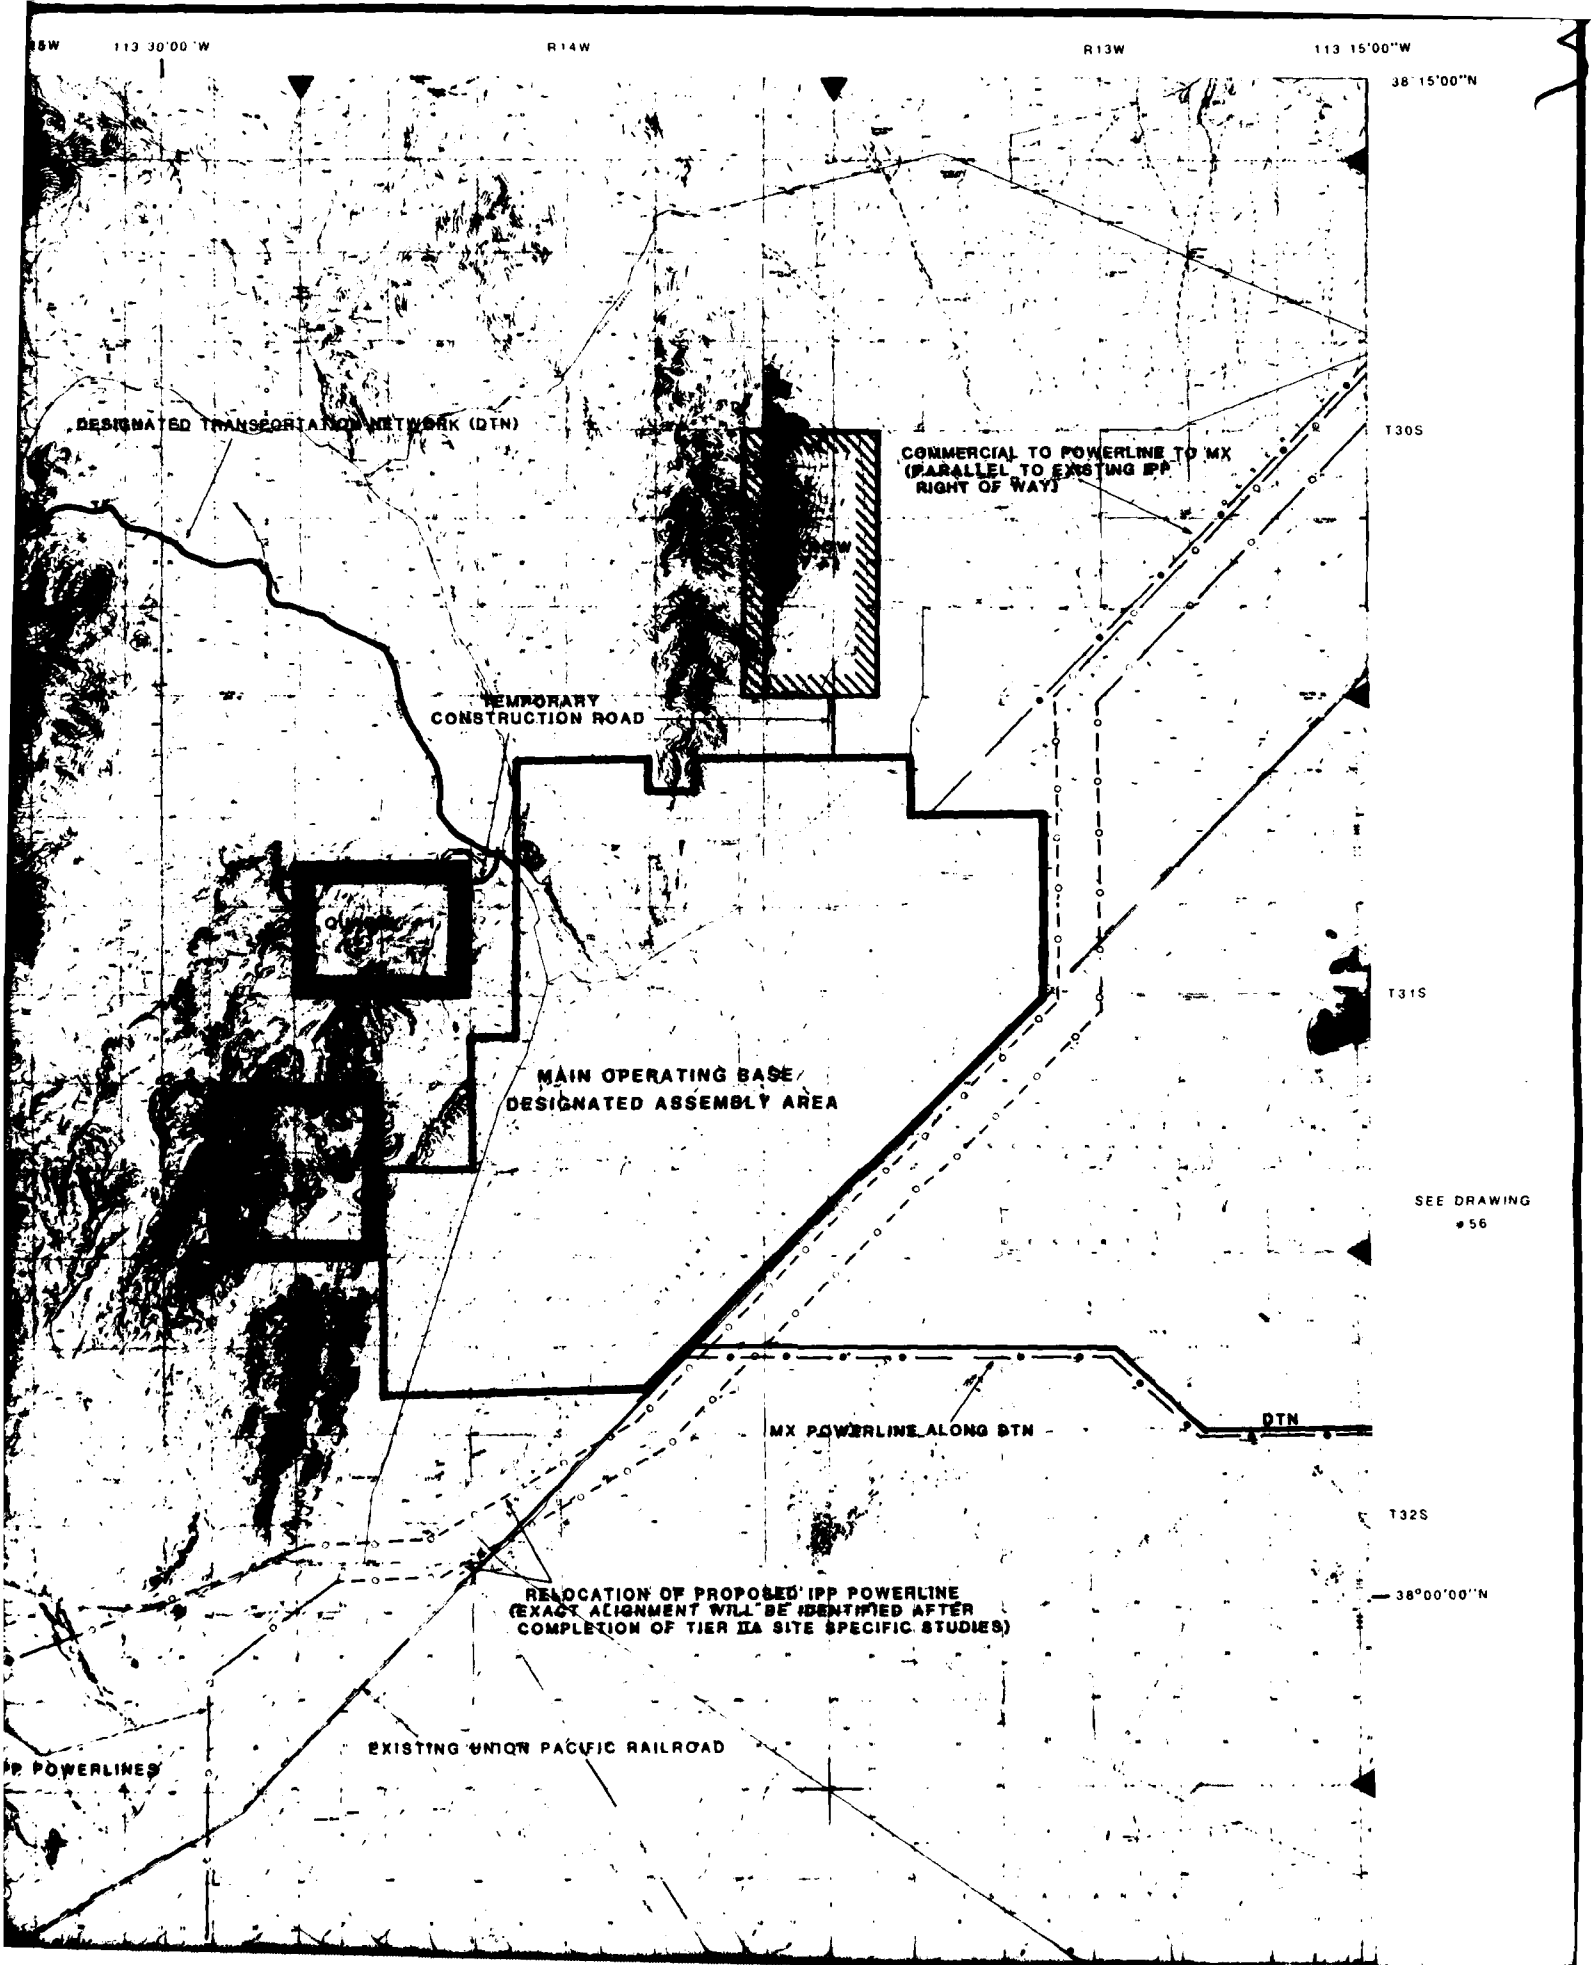 113 30'00"W
R14W
R13W
113 15'00"W
38 15'00"N
DESIGNATED TRANSPORTATION NETWORK (DTN)
T30S
COMMERCIAL TO POWERLINE TO MX
(PARALLEL TO EXISTING IPP
RIGHT OF WAY)
TEMPORARY
CONSTRUCTION ROAD
T31S
MAIN OPERATING BASE/
DESIGNATED ASSEMBLY AREA
SEE DRAWING
#56
MX POWERLINE ALONG DTN
DTN
T32S
RELOCATION OF PROPOSED IPP POWERLINE
(EXACT ALIGNMENT WILL BE IDENTIFIED AFTER
COMPLETION OF TIER IIA SITE SPECIFIC STUDIES)
38°00'00"N
EXISTING UNION PACIFIC RAILROAD
POWERLINES